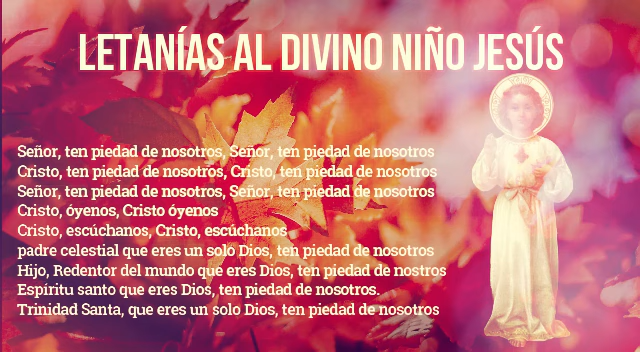 LETANÍAS AL DIVINO NIÑO JESÚS
Señor, ten piedad de nosotros, Señor, ten piedad de nosotros
Cristo, ten piedad de nosotros, Cristo, ten piedad de nosotros
Señor, ten piedad de nosotros, Señor, ten piedad de nosotros
Cristo, óyenos, Cristo óyenos
Cristo, escúchanos, Cristo, escúchanos
padre celestial que eres un solo Dios, ten piedad de nosotros
Hijo, Redentor del mundo que eres Dios, ten piedad de nostros
Espíritu santo que eres Dios, ten piedad de nosotros.
Trinidad Santa, que eres un solo Dios, ten piedad de nosotros